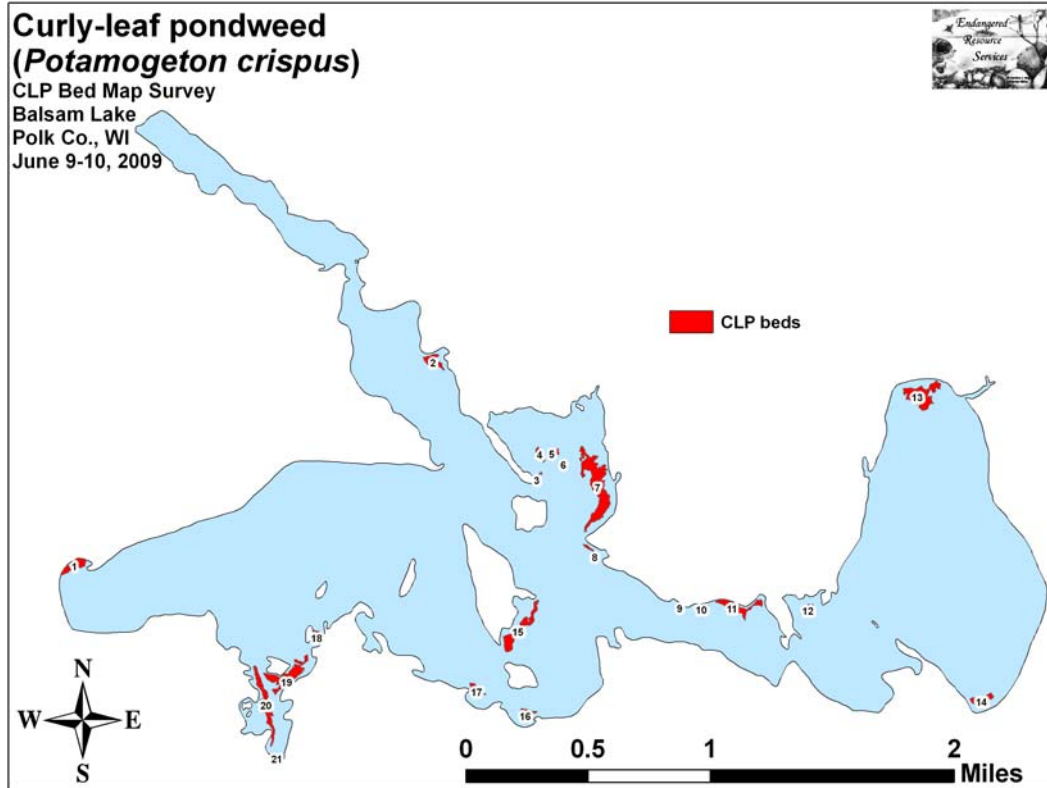 Curly-leaf pondweed
(Potamogeton crispus)
CLP Bed Map Survey
Balsam Lake
Polk Co., WI
June 9-10, 2009
Endangered
Resource
Services
CLP beds
2
13
4
5
6
3
7
8
1
9
10
11
12
15
18
19
17
14
20
16
21
N
W
E
S
0
0.5
1
2
Miles